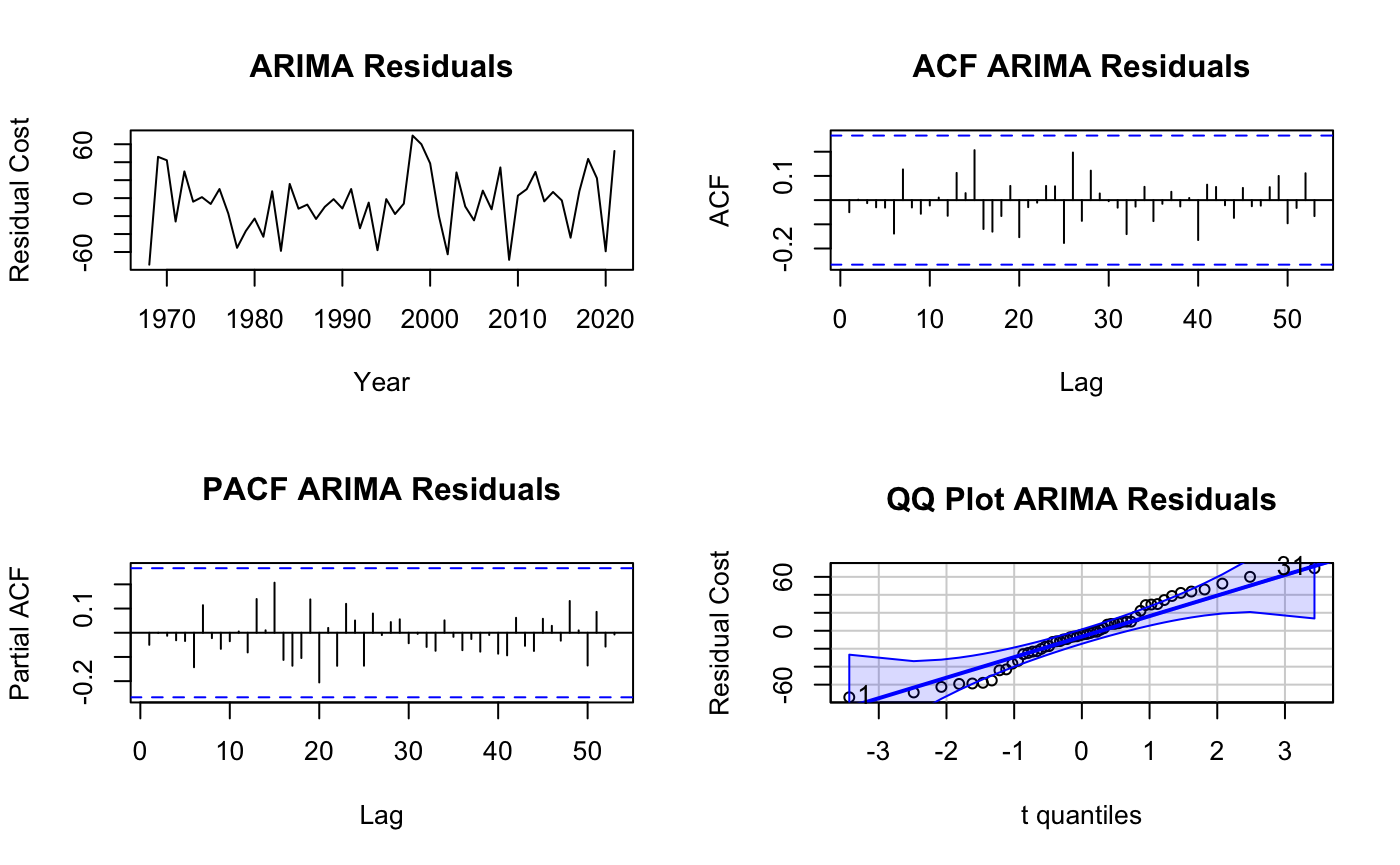 ARIMA Residuals
Residual Cost
-60 0 60
1970 1980 1990 2000 2010 2020
Year
ACF ARIMA Residuals
ACF
-0.2 0.1
0 10 20 30 40 50
Lag
PACF ARIMA Residuals
Partial ACF
-0.2 0.1
0 10 20 30 40 50
Lag
QQ Plot ARIMA Residuals
Residual Cost
-60 0 60
31
1
-3 -2 -1 0 1 2 3
t quantiles